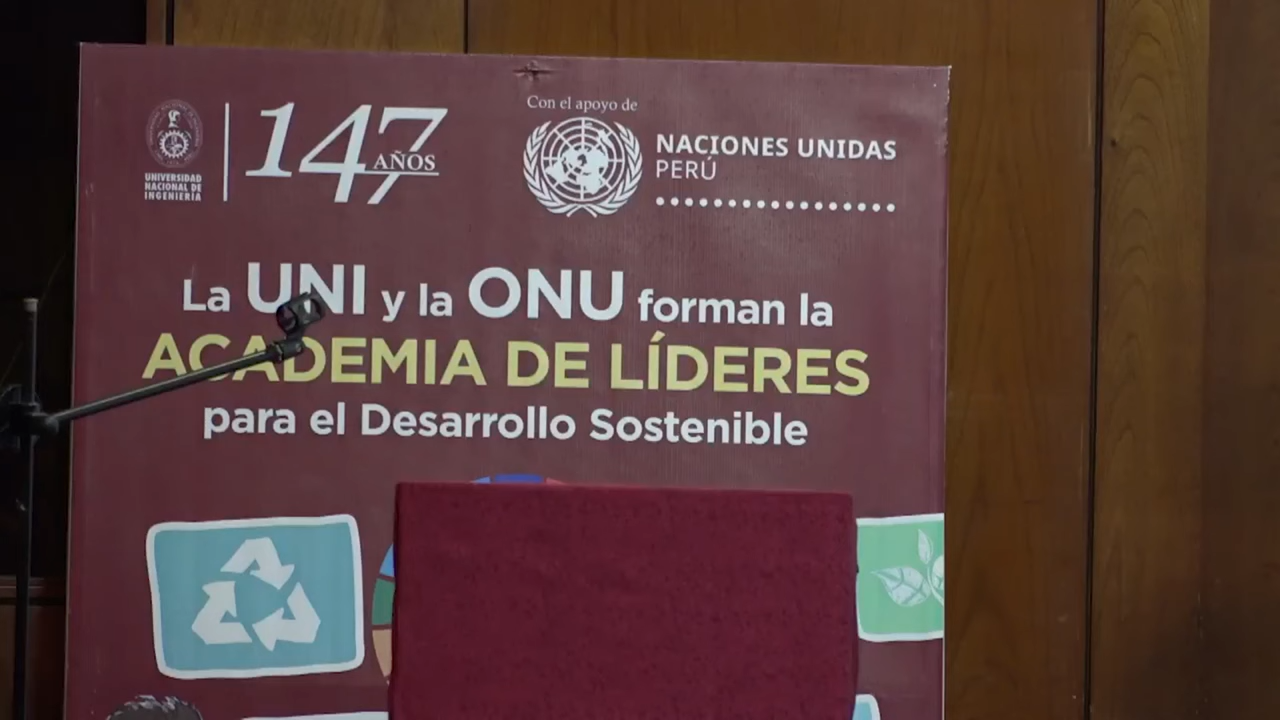 UNIVERSIDAD
NACIONAL DE
INGENIERÍA
147
AÑOS
Con el apoyo de
NACIONES UNIDAS
PERÚ
La UNI y la ONU forman la
ACADEMIA DE LÍDERES
para el Desarrollo Sostenible